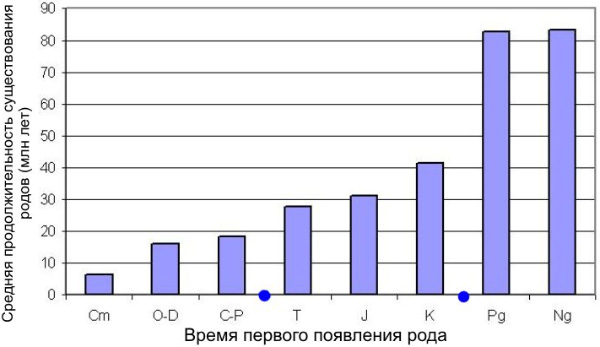 Средняя продолжительность существования
родов (млн лет)
90
80
70
60
50
40
30
20
10
0
Cm O-D C-P T J K Pg Ng
Время первого появления рода